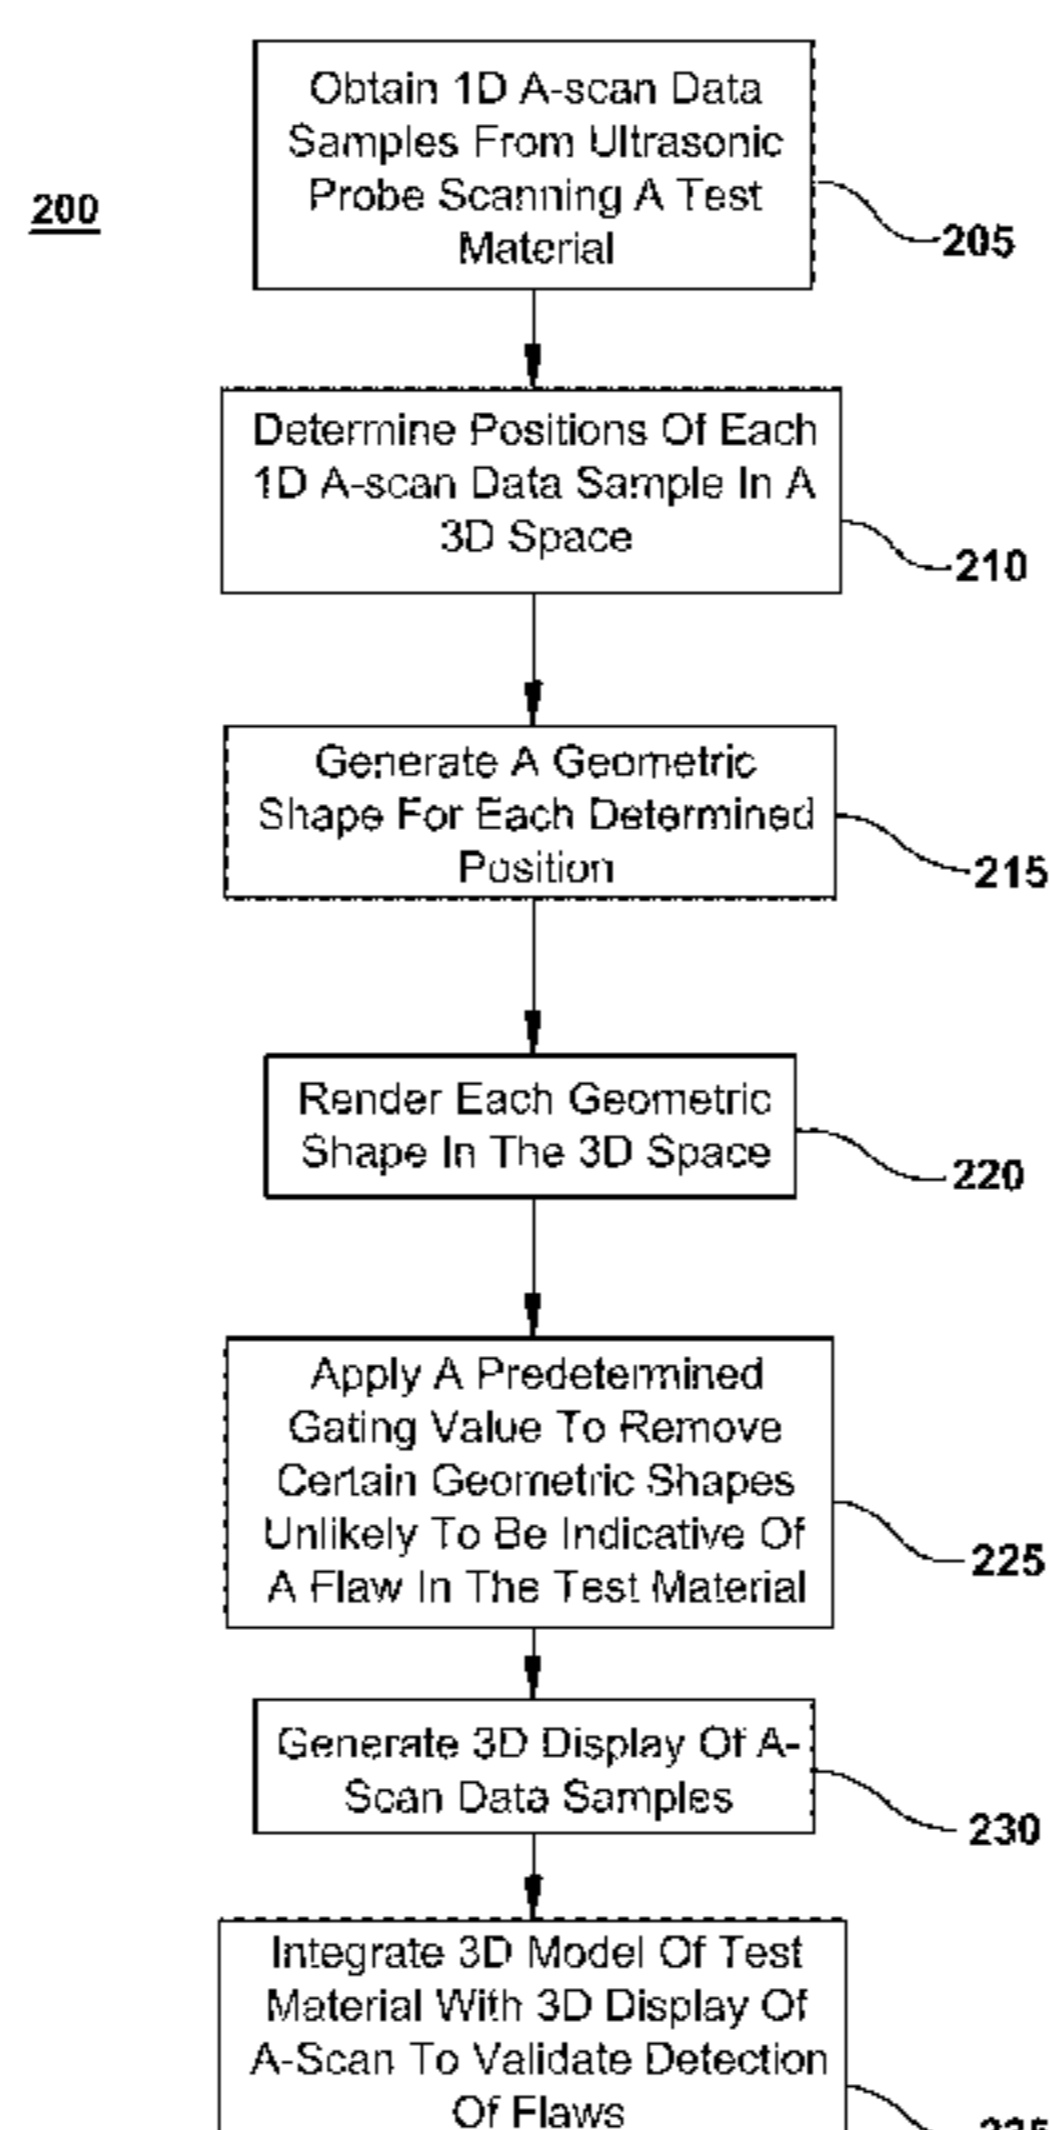 Obtain 1D A-scan Data
Samples From Ultrasonic
Probe Scanning A Test
Material
200
205
Determine Positions Of Each
1D A-scan Data Sample In A
3D Space
210
Generate A Geometric
Shape For Each Determined
Position
215
Render Each Geometric
Shape In The 3D Space
220
Apply A Predetermined
Gating Value To Remove
Certain Geometric Shapes
Unlikely To Be Indicative Of
A Flaw In The Test Material
225
Generate 3D Display Of A-
Scan Data Samples
230
Integrate 3D Model Of Test
Material With 3D Display Of
A-Scan To Validate Detection
Of Flaws